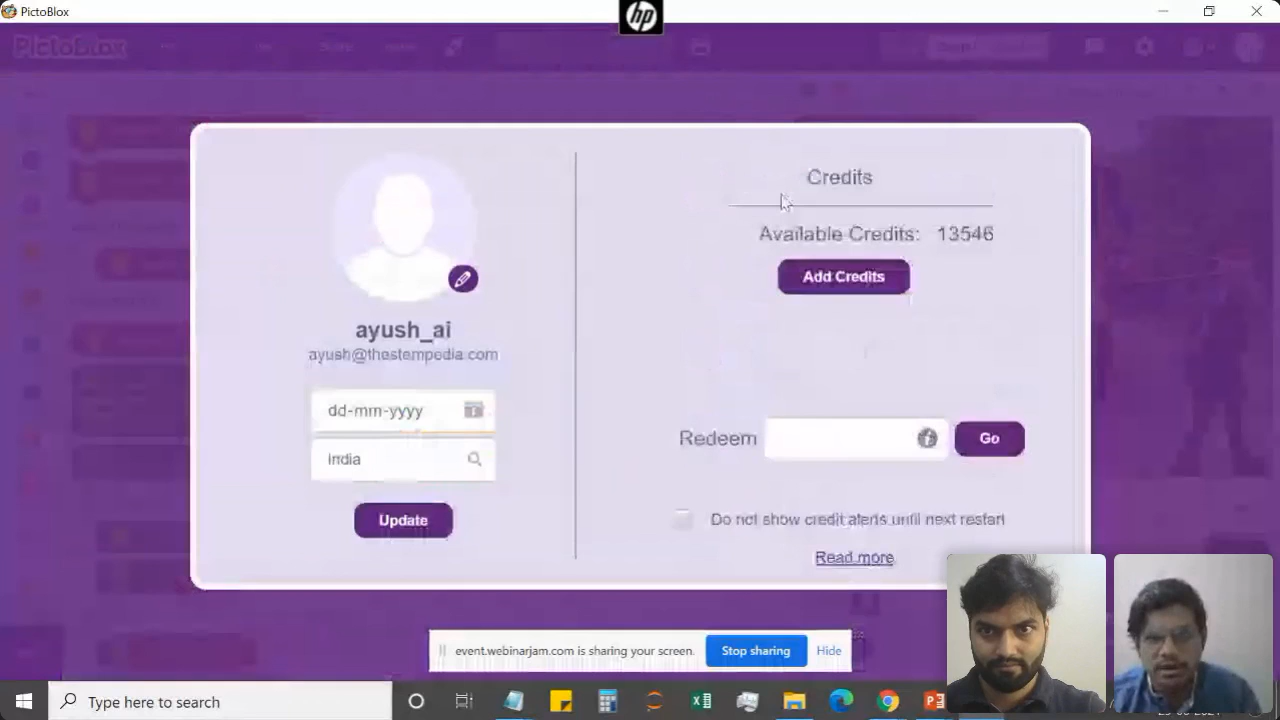 PictoBlox
hp
PictoBlox
Credits
Available Credits: 13546
Add Credits
ayush_ai
ayush@thestempedia.com
dd-mm-yyyy
India
Update
Redeem
Go
Do not show credit alerts until next restart
Read more
event.webinarjam.com is sharing your screen.
Stop sharing
Hide
Type here to search